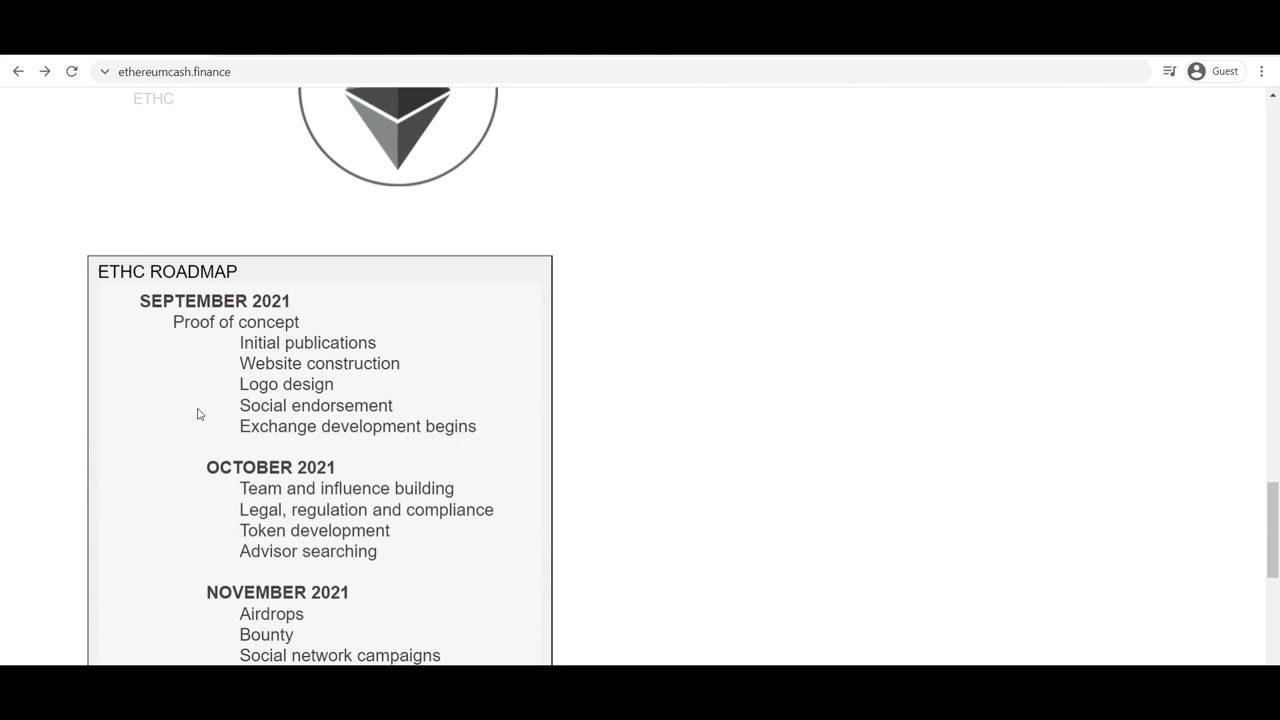 ethereumcash.finance
Guest
ETHC
ETHC ROADMAP
SEPTEMBER 2021
Proof of concept
Initial publications
Website construction
Logo design
Social endorsement
Exchange development begins
OCTOBER 2021
Team and influence building
Legal, regulation and compliance
Token development
Advisor searching
NOVEMBER 2021
Airdrops
Bounty
Social network campaigns